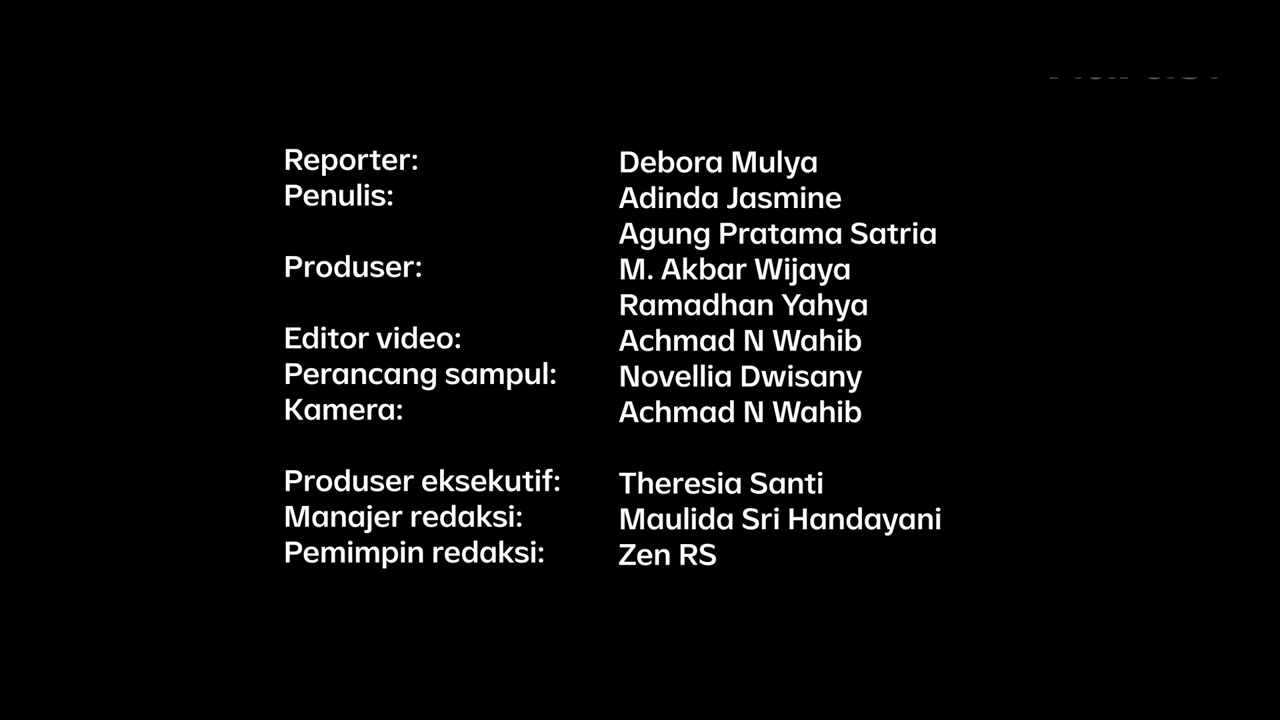 Reporter: Debora Mulya
Penulis: Adinda Jasmine
Agung Pratama Satria
Produser: M. Akbar Wijaya
Ramadhan Yahya
Editor video: Achmad N Wahib
Perancang sampul: Novellia Dwisany
Kamera: Achmad N Wahib
Produser eksekutif: Theresia Santi
Manajer redaksi: Maulida Sri Handayani
Pemimpin redaksi: Zen RS